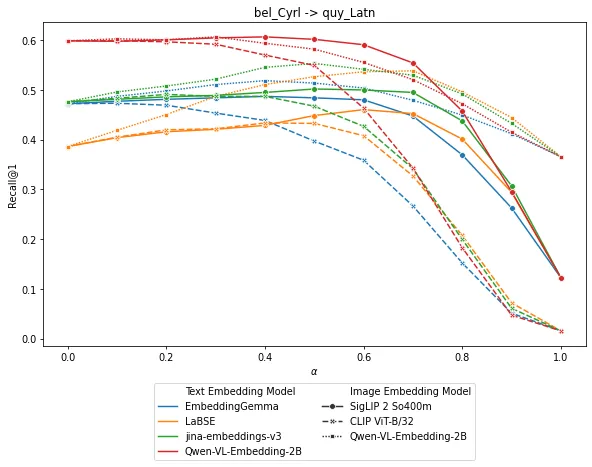 bel_Cyrl -> quy_Latn
Recall@1
0.6
0.5
0.4
0.3
0.2
0.1
0.0
0.0 0.2 0.4 0.6 0.8 1.0
α
Text Embedding Model Image Embedding Model
EmbeddingGemma SigLIP 2 So400m
LaBSE CLIP ViT-B/32
jina-embeddings-v3 Qwen-VL-Embedding-2B
Qwen-VL-Embedding-2B